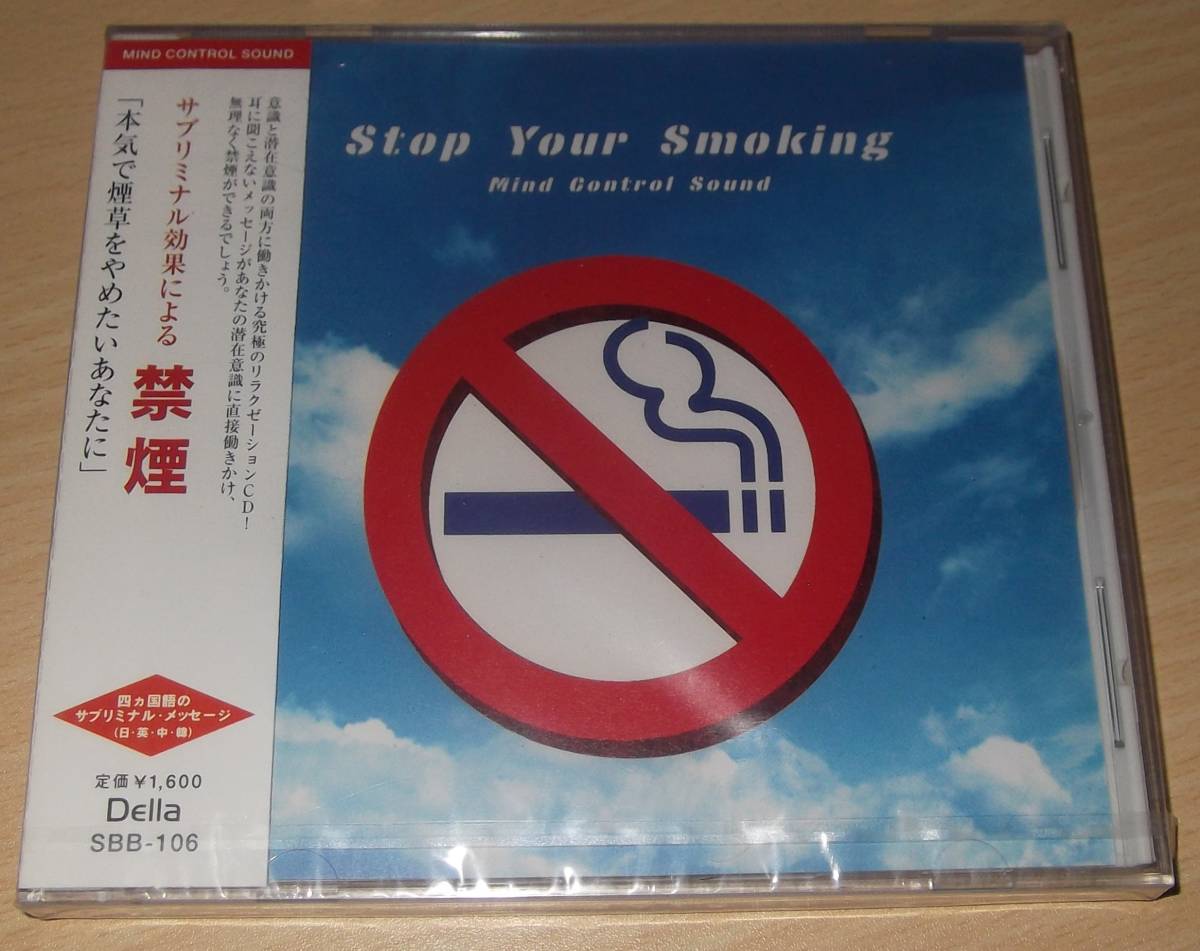 MIND CONTROL SOUND
意識と潜在意識の両方に働きかける究極のリラクゼーションCD!
耳に聞こえないメッセージがあなたの潜在意識に直接働きかけ、
無理なく禁煙ができるでしょう。
サブリミナル効果による 禁煙
「本気で煙草をやめたいあなたに」
四ヵ国語の
サブリミナル・メッセージ
(日・英・中・韓)
定価¥1,600
Della
SBB-106
Stop Your Smoking
Mind Control Sound